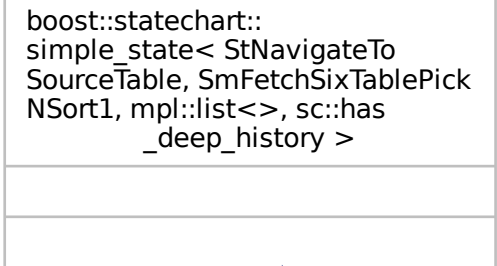 boost::statechart::
simple_state< StNavigateTo
SourceTable, SmFetchSixTablePick
NSort1, mpl::list<>, sc::has
_deep_history >